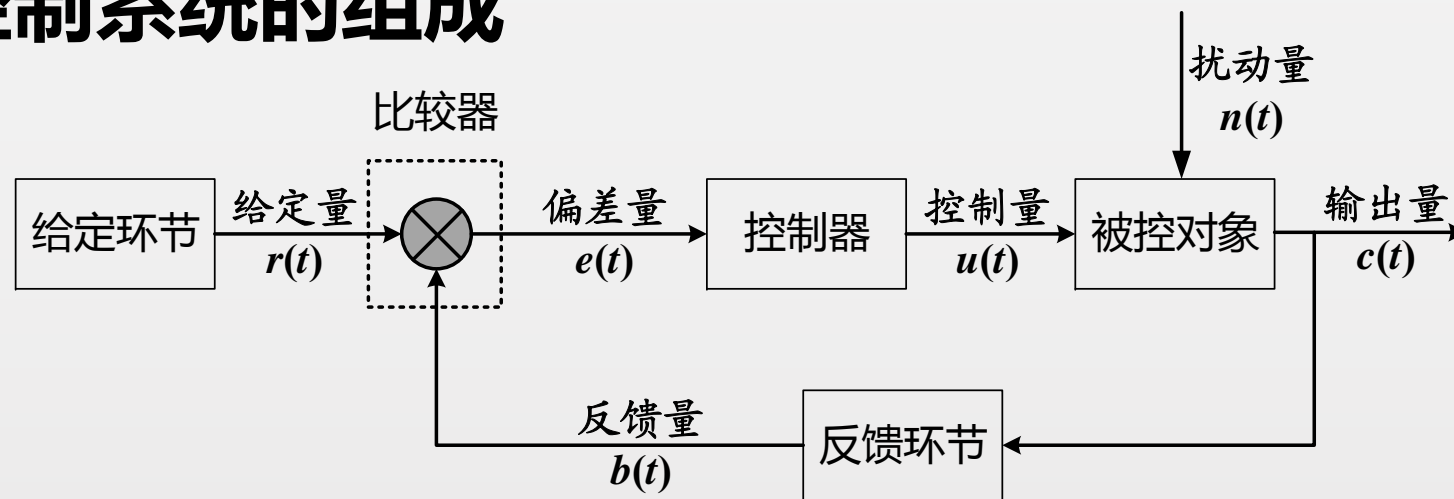 控制系统的组成
扰动量
n(t)
比较器
给定环节
给定量
r(t)
偏差量
e(t)
控制器
控制量
u(t)
被控对象
输出量
c(t)
反馈量
b(t)
反馈环节